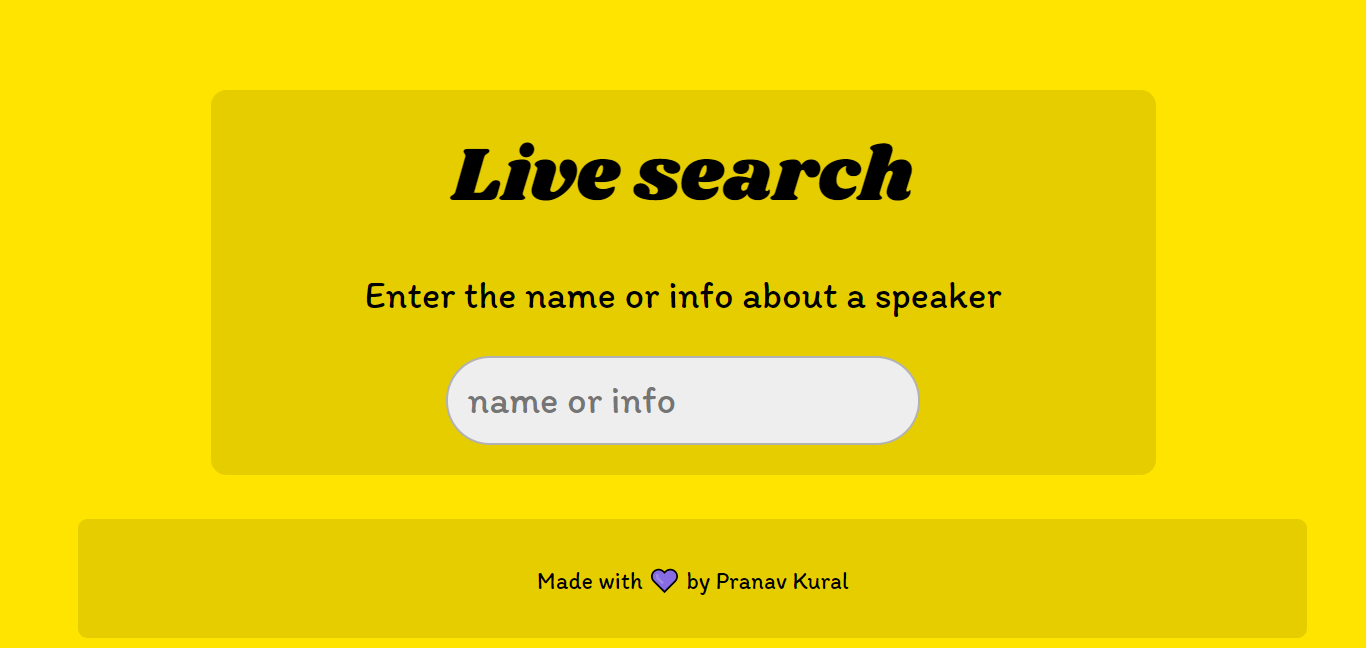 Live search
Enter the name or info about a speaker
name or info
Made with 💜 by Pranav Kural